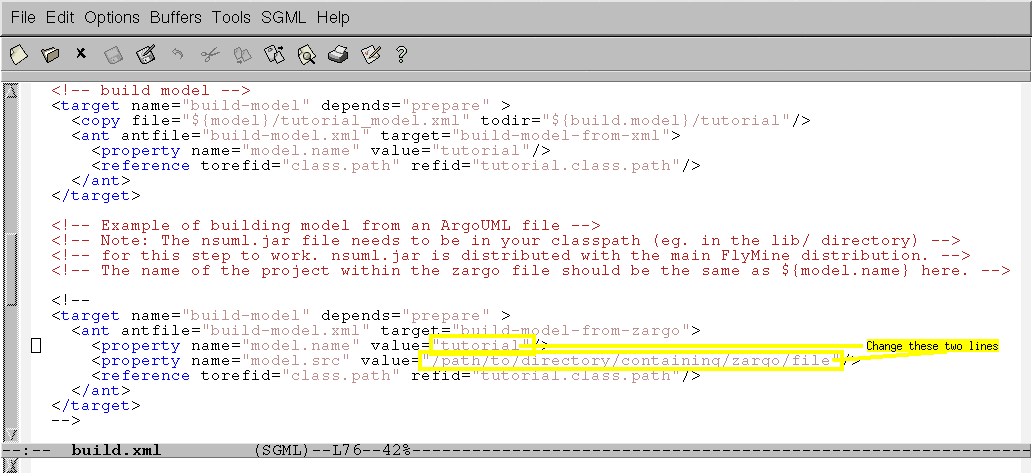 File Edit Options Buffers Tools SGML Help
<!-- build model -->
<target name="build-model" depends="prepare" >
<copy file="${model}/tutorial_model.xml" todir="${build.model}/tutorial"/>
<ant antfile="build-model.xml" target="build-model-from-xml">
<property name="model.name" value="tutorial"/>
<reference torefid="class.path" refid="tutorial.class.path"/>
</ant>
</target>
<!-- Example of building model from an ArgoUML file -->
<!-- Note: The nsuml.jar file needs to be in your classpath (eg. in the lib/ directory) -->
<!-- for this step to work. nsuml.jar is distributed with the main FlyMine distribution. -->
<!-- The name of the project within the zargo file should be the same as ${model.name} here. -->
<!--
<target name="build-model" depends="prepare" >
<ant antfile="build-model.xml" target="build-model-from-zargo">
<property name="model.name" value="tutorial"/>
Change these two lines
<property name="model.src" value="/path/to/directory/containing/zargo/file"/>
<reference torefid="class.path" refid="tutorial.class.path"/>
</ant>
</target>
-->
--:-- build.xml (SGML)--L76--42%--------------------------------